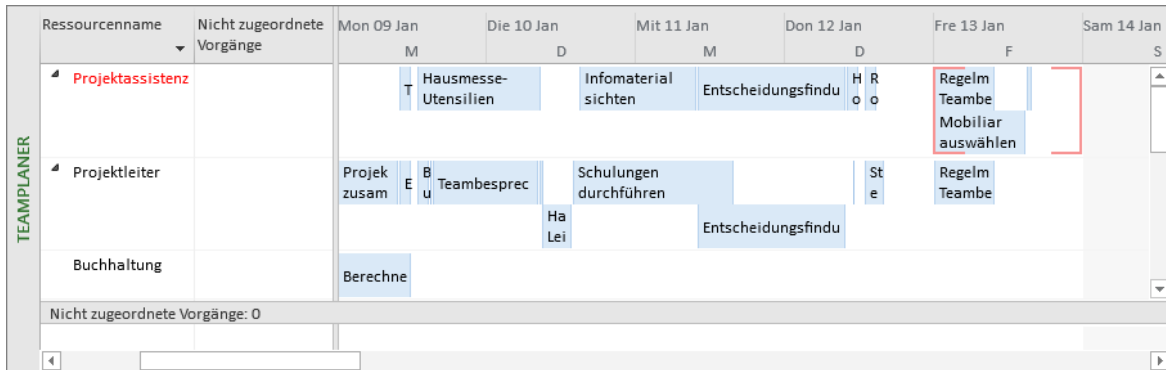 Ressourcenname
Nicht zugeordnete
Vorgänge
Mon 09 Jan
Die 10 Jan
Mit 11 Jan
Don 12 Jan
Fre 13 Jan
Sam 14 Jan
M
D
M
D
F
S
TEAMPLANER
Projektassistenz
T
Hausmesse-
Utensilien
Infomaterial
sichten
Entscheidungsfindu
H
o
R
o
Regelm
Teambe
Mobiliar
auswählen
Projektleiter
Projek
zusam
E
B
u
Teambesprec
Ha
Lei
Schulungen
durchführen
Entscheidungsfindu
St
e
Regelm
Teambe
Buchhaltung
Berechne
Nicht zugeordnete Vorgänge: 0